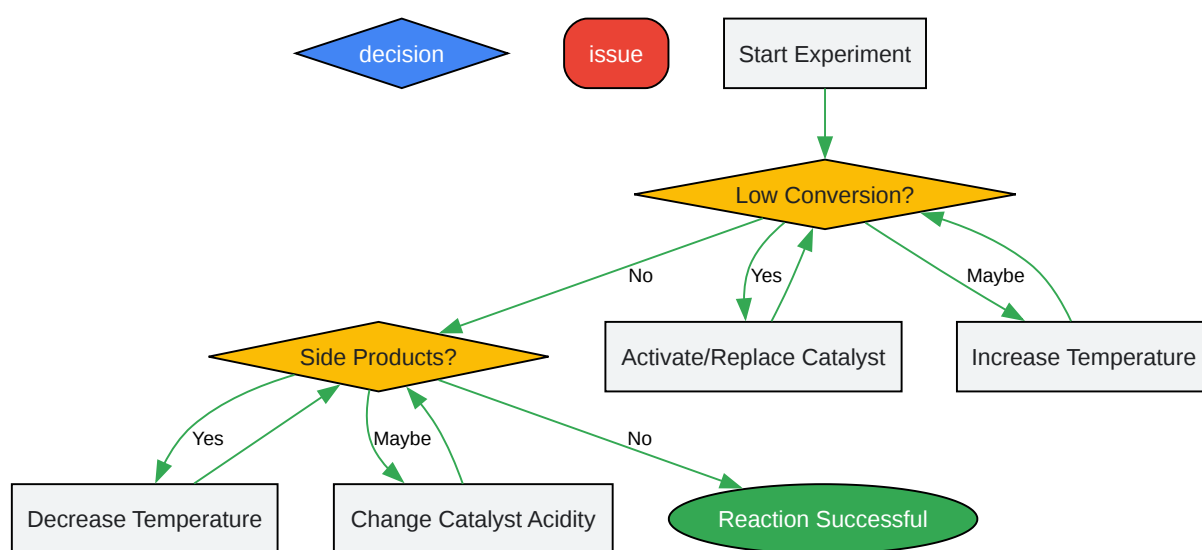 decision
issue
Start Experiment
Low Conversion?
No
Yes
Maybe
Side Products?
Activate/Replace Catalyst
Increase Temperature
Yes
Maybe
No
Decrease Temperature
Change Catalyst Acidity
Reaction Successful